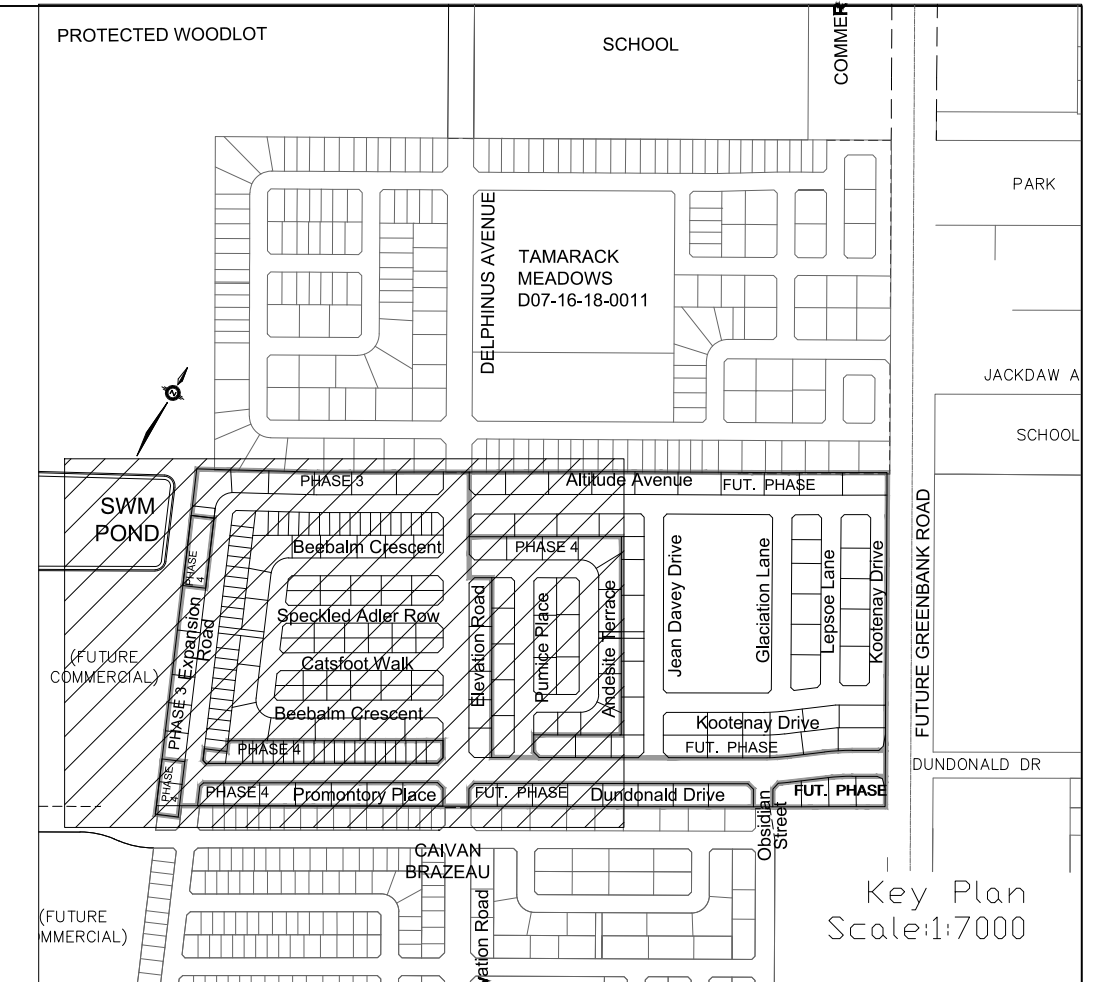 PROTECTED WOODLOT
SCHOOL
COMMER
PARK
DELPHINUS AVENUE
TAMARACK
MEADOWS
D07-16-18-0011
JACKDAW A
SCHOOL
N
PHASE 3
Altitude Avenue
FUT. PHASE
SWM
POND
Beebalm Crescent
PHASE 4
PHASE
4
Speckled Adler Row
Catsfoot Walk
Beebalm Crescent
Expansion
Road
(FUTURE
COMMERCIAL)
PHASE 3
Elevation Road
Pumice Place
Andesite Terrace
Jean Davey Drive
Glaciation Lane
Lepsoe Lane
Kootenay Drive
FUTURE GREENBANK ROAD
Kootenay Drive
PHASE 4
FUT. PHASE
DUNDONALD DR
PHASE
4
PHASE 4
Promontory Place
FUT. PHASE
Dundonald Drive
FUT. PHASE
Obsidian
Street
CAIVAN
BRAZEAU
vation Road
(FUTURE
MMERCIAL)
Key Plan
Scale:1:7000